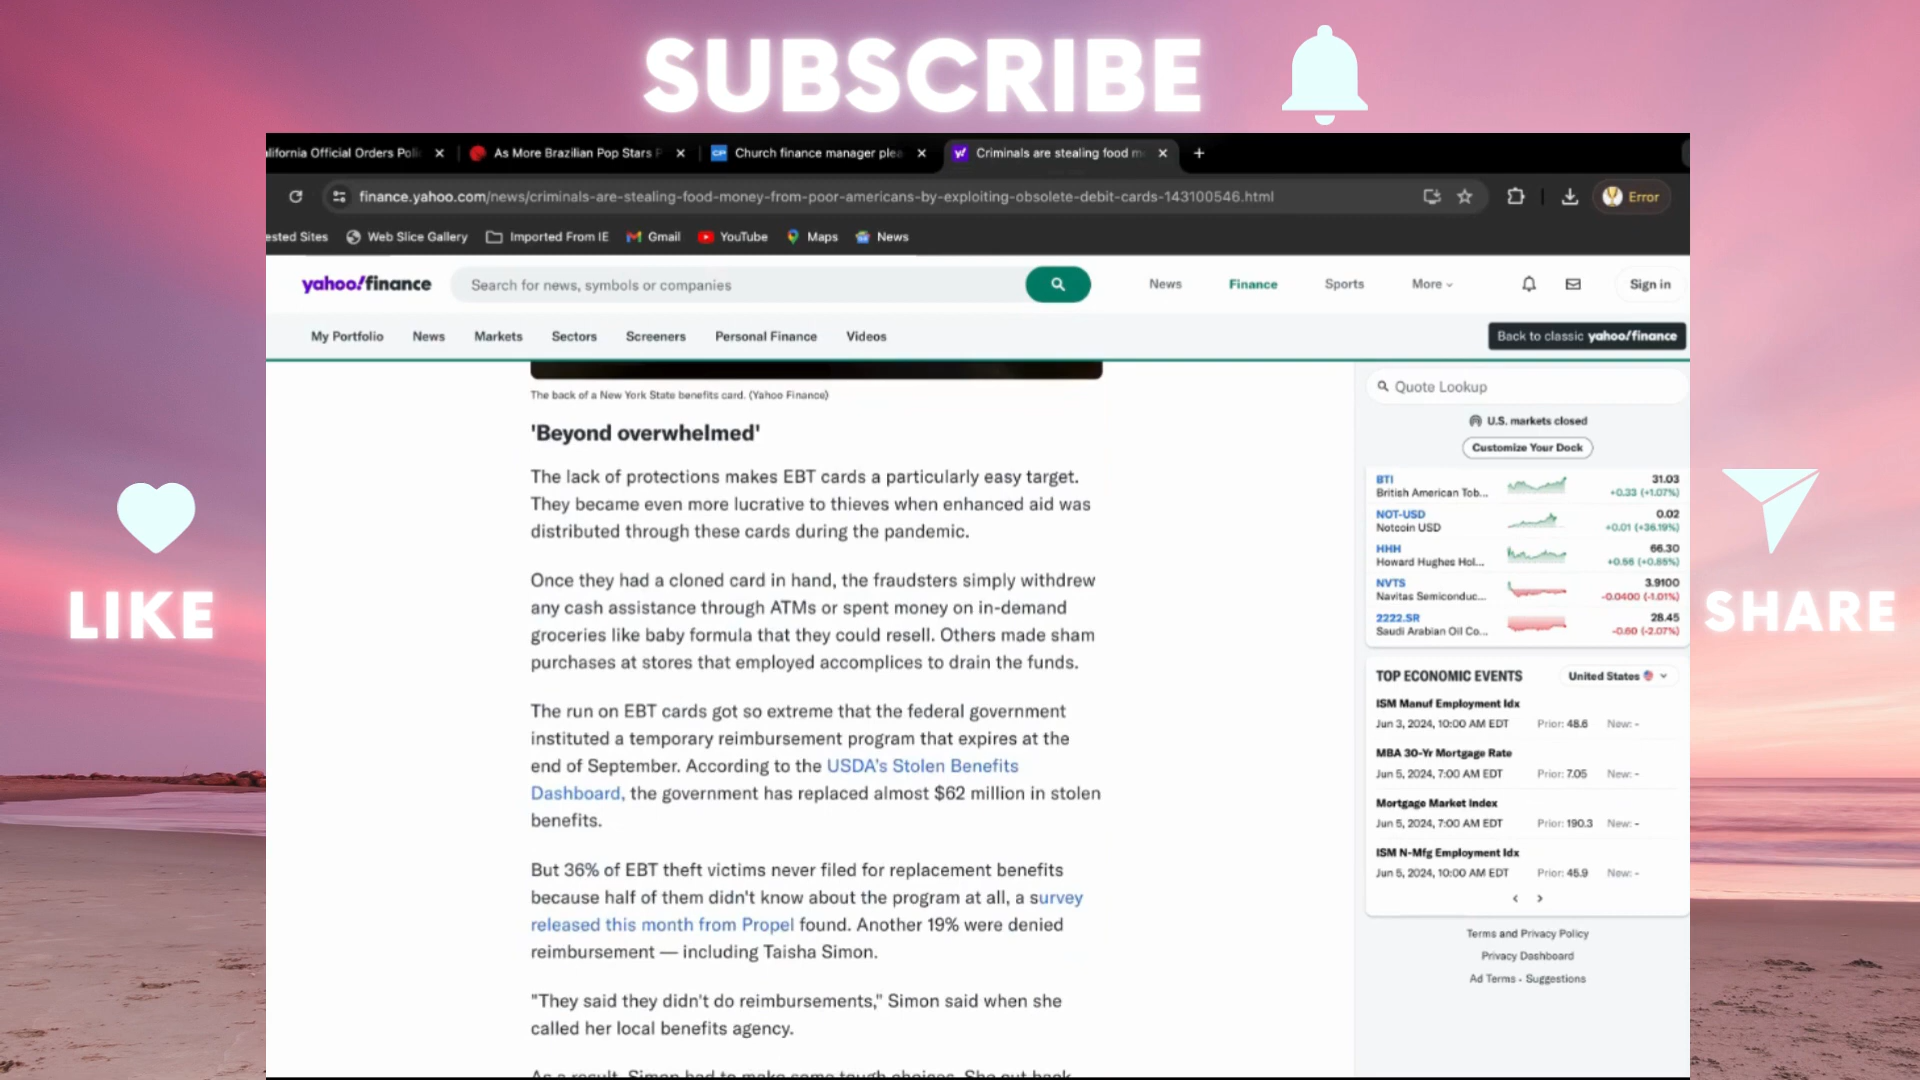 SUBSCRIBE
lifornia Official Orders Poli
As More Brazilian Pop Stars P
Church finance manager plea
Criminals are stealing food m
finance.yahoo.com/news/criminals-are-stealing-food-money-from-poor-americans-by-exploiting-obsolete-debit-cards-143100546.html
Error
ested Sites
Web Slice Gallery
Imported From IE
Gmail
YouTube
Maps
News
yahoo!finance
Search for news, symbols or companies
News
Finance
Sports
More
Sign in
My Portfolio
News
Markets
Sectors
Screeners
Personal Finance
Videos
Back to classic yahoo/finance
The back of a New York State benefits card. (Yahoo Finance)
'Beyond overwhelmed'
The lack of protections makes EBT cards a particularly easy target.
They became even more lucrative to thieves when enhanced aid was
distributed through these cards during the pandemic.
Once they had a cloned card in hand, the fraudsters simply withdrew
any cash assistance through ATMs or spent money on in-demand
groceries like baby formula that they could resell. Others made sham
purchases at stores that employed accomplices to drain the funds.
The run on EBT cards got so extreme that the federal government
instituted a temporary reimbursement program that expires at the
end of September. According to the USDA's Stolen Benefits
Dashboard, the government has replaced almost $62 million in stolen
benefits.
But 36% of EBT theft victims never filed for replacement benefits
because half of them didn't know about the program at all, a survey
released this month from Propel found. Another 19% were denied
reimbursement — including Taisha Simon.
"They said they didn't do reimbursements," Simon said when she
called her local benefits agency.
As a result, Simon had to make some tough choices. She cut back
Quote Lookup
U.S. markets closed
Customize Your Dock
BTI 31.03
British American Tob... +0.33 (+1.07%)
NOT-USD 0.02
Notcoin USD +0.01 (+36.19%)
HHH 66.30
Howard Hughes Hol... +0.56 (+0.85%)
NVTS 3.9100
Navitas Semiconduc... -0.0400 (-1.01%)
2222.SR 28.45
Saudi Arabian Oil Co... -0.60 (-2.07%)
TOP ECONOMIC EVENTS
United States
ISM Manuf Employment Idx
Jun 3, 2024, 10:00 AM EDT Prior: 48.6 New: -
MBA 30-Yr Mortgage Rate
Jun 5, 2024, 7:00 AM EDT Prior: 7.05 New: -
Mortgage Market Index
Jun 5, 2024, 7:00 AM EDT Prior: 190.3 New: -
ISM N-Mfg Employment Idx
Jun 5, 2024, 10:00 AM EDT Prior: 45.9 New: -
Terms and Privacy Policy
Privacy Dashboard
Ad Terms • Suggestions
LIKE
SHARE